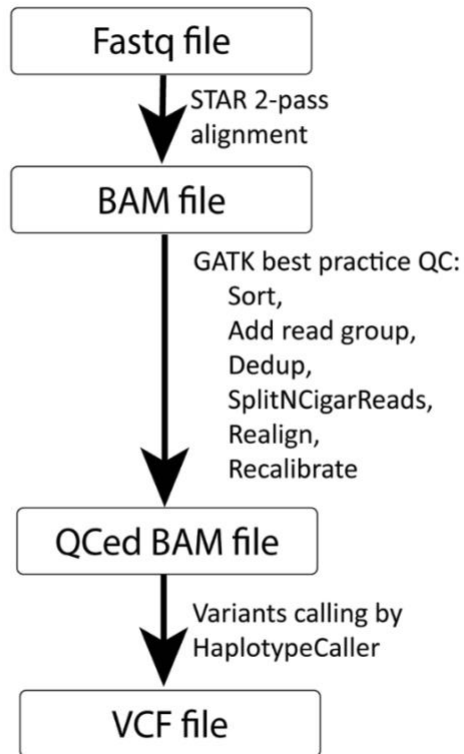 Fastq file
STAR 2-pass
alignment
BAM file
GATK best practice QC:
Sort,
Add read group,
Dedup,
SplitNCigarReads,
Realign,
Recalibrate
QCed BAM file
Variants calling by
HaplotypeCaller
VCF file